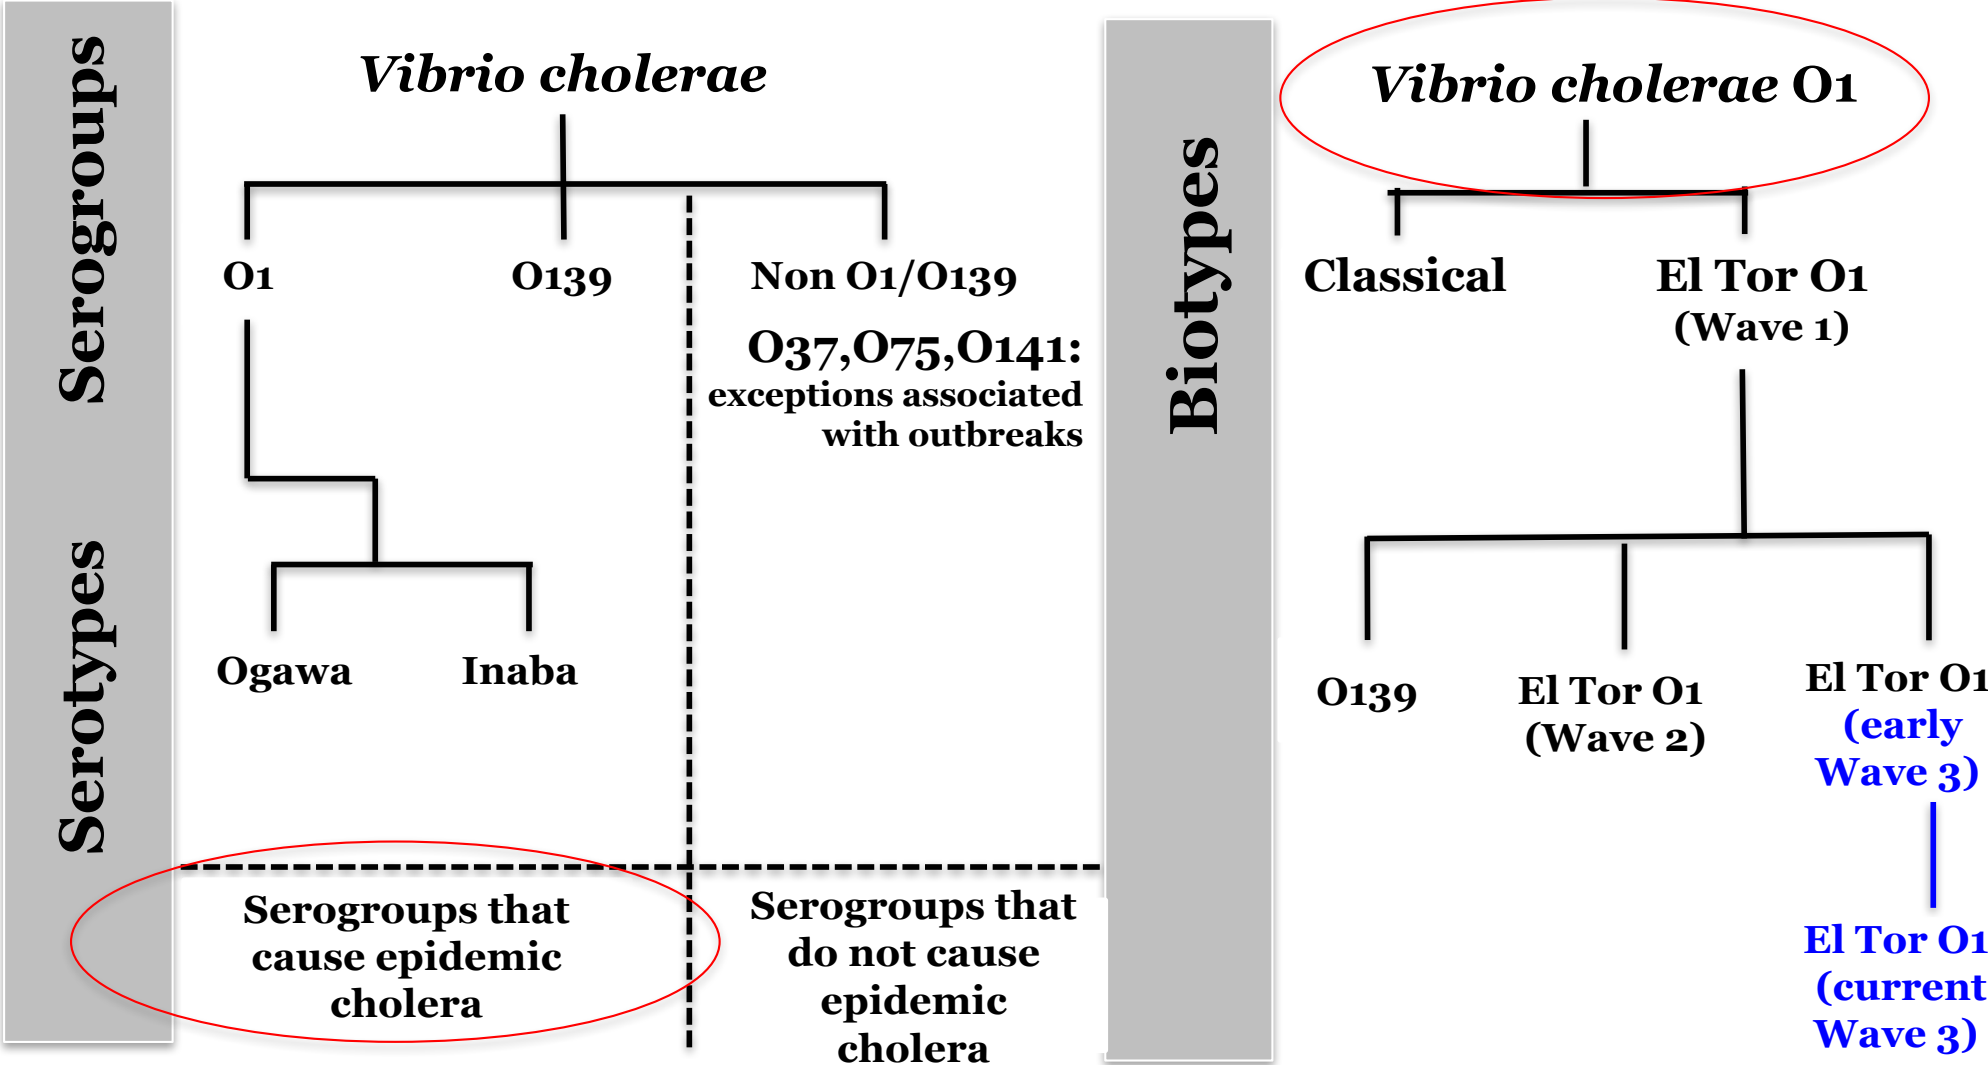 Serogroups
Serotypes
Vibrio cholerae
O1
O139
Non O1/O139
O37,O75,O141:
exceptions associated
with outbreaks
Ogawa
Inaba
Serogroups that
cause epidemic
cholera
Serogroups that
do not cause
epidemic
cholera
Biotypes
Vibrio cholerae O1
Classical
El Tor O1
(Wave 1)
O139
El Tor O1
(Wave 2)
El Tor O1
(early
Wave 3)
El Tor O1
(current
Wave 3)